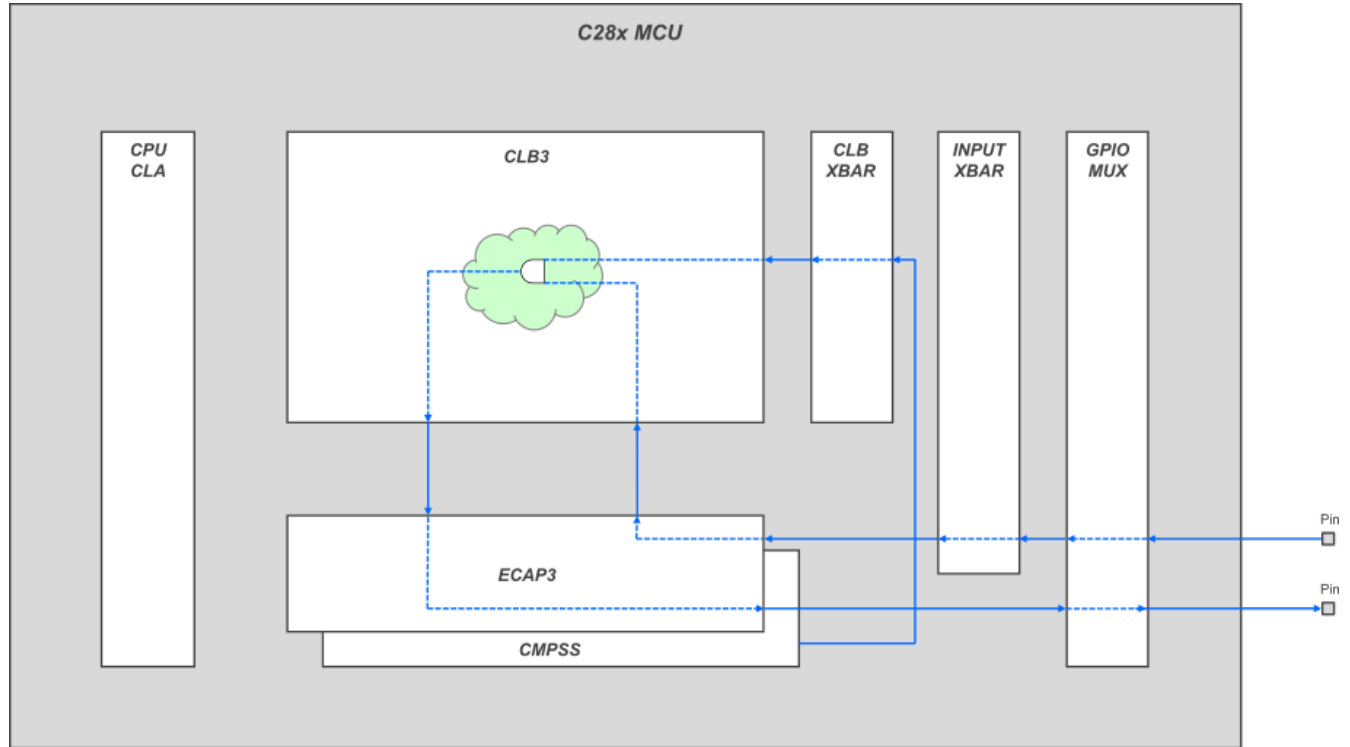 C28x MCU
CPU
CLA
CLB3
CLB
XBAR
INPUT
XBAR
GPIO
MUX
Pin
ECAP3
Pin
CMPSS